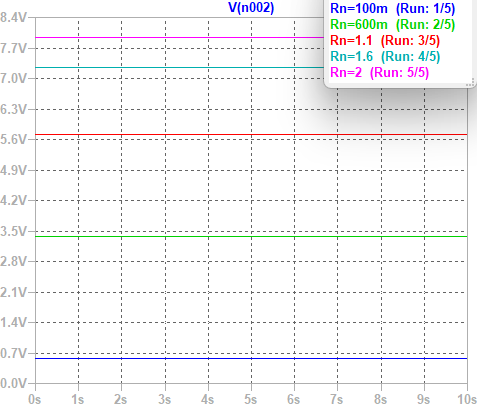 V(n002)
Rn=100m (Run: 1/5)
Rn=600m (Run: 2/5)
Rn=1.1 (Run: 3/5)
Rn=1.6 (Run: 4/5)
Rn=2 (Run: 5/5)
8.4V
7.7V
7.0V
6.3V
5.6V
4.9V
4.2V
3.5V
2.8V
2.1V
1.4V
0.7V
0.0V
0s 1s 2s 3s 4s 5s 6s 7s 8s 9s 10s